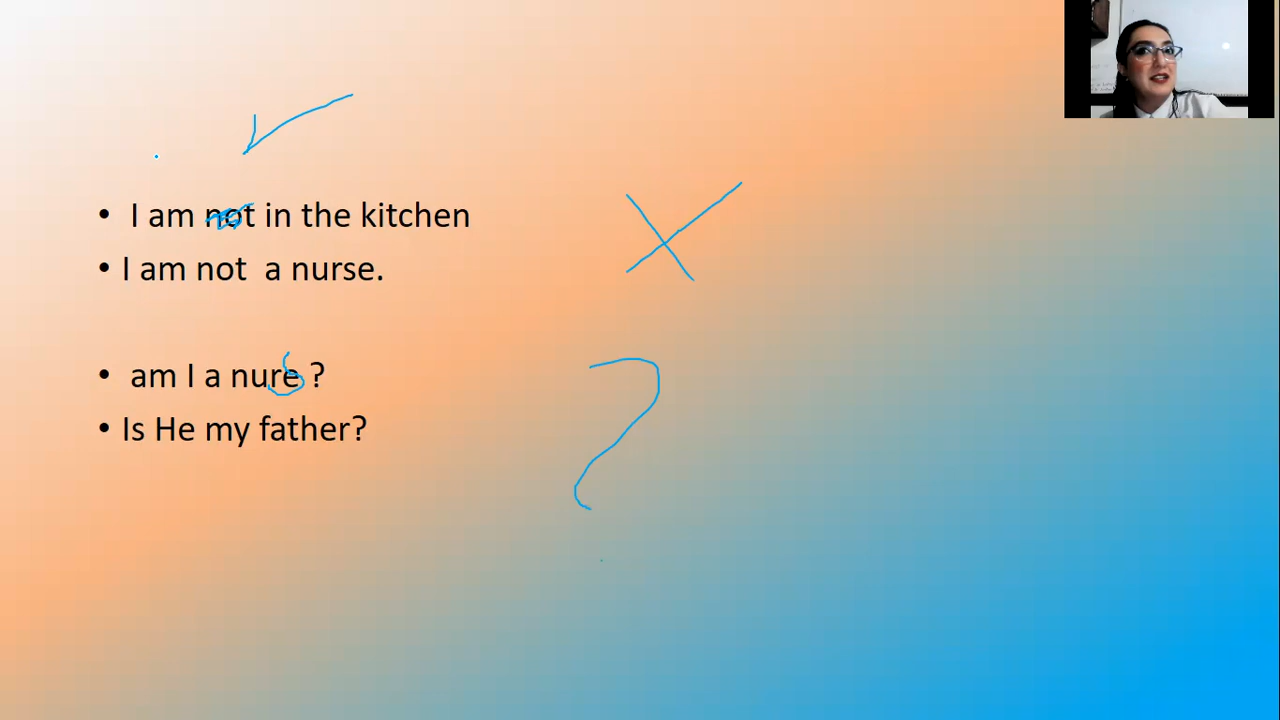 • I am not in the kitchen
• I am not a nurse.
• am I a nure ?
s
• Is He my father?
?